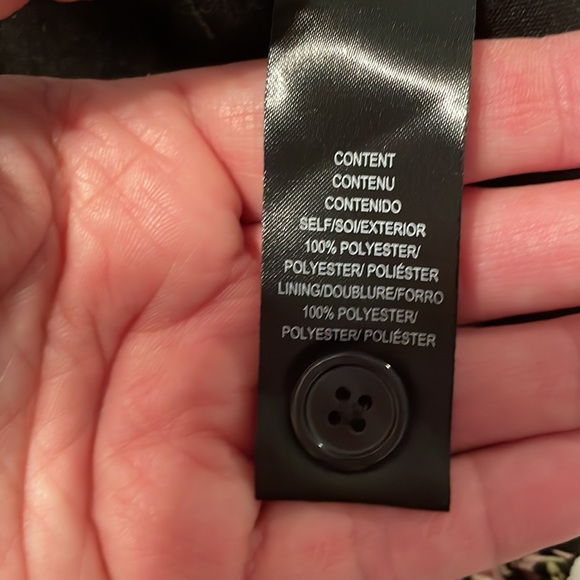 CONTENT
CONTENU
CONTENIDO
SELF/SOI/EXTERIOR
100% POLYESTER/
POLYESTER/ POLIÉSTER
LINING/DOUBLURE/FORRO
100% POLYESTER/
POLYESTER/ POLIÉSTER